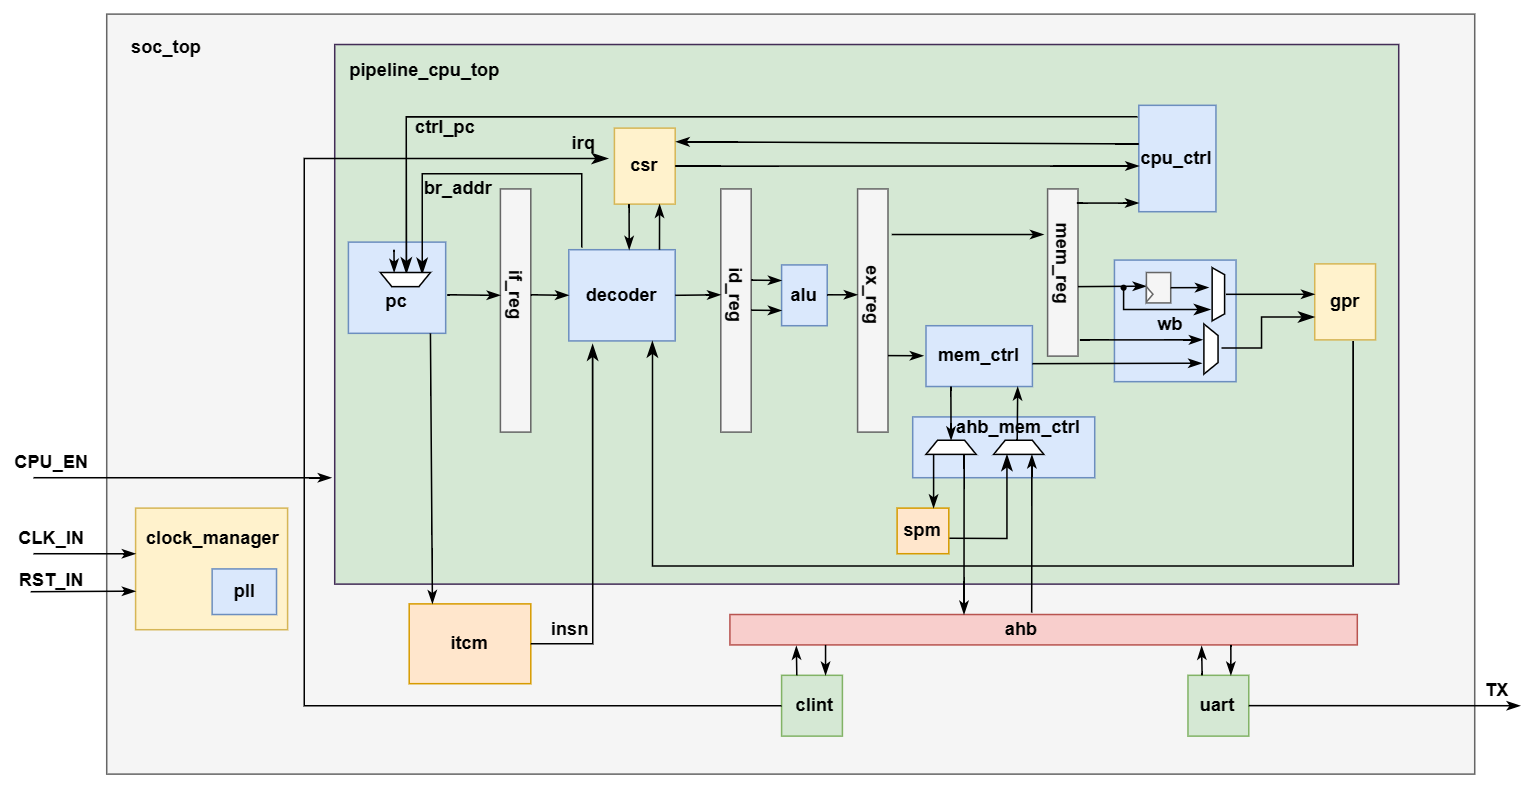 soc_top
pipeline_cpu_top
ctrl_pc
irq
csr
cpu_ctrl
br_addr
pc
if_reg
decoder
id_reg
alu
ex_reg
mem_reg
mem_ctrl
wb
gpr
ahb_mem_ctrl
spm
CPU_EN
CLK_IN
RST_IN
clock_manager
pll
itcm
insn
ahb
clint
uart
TX